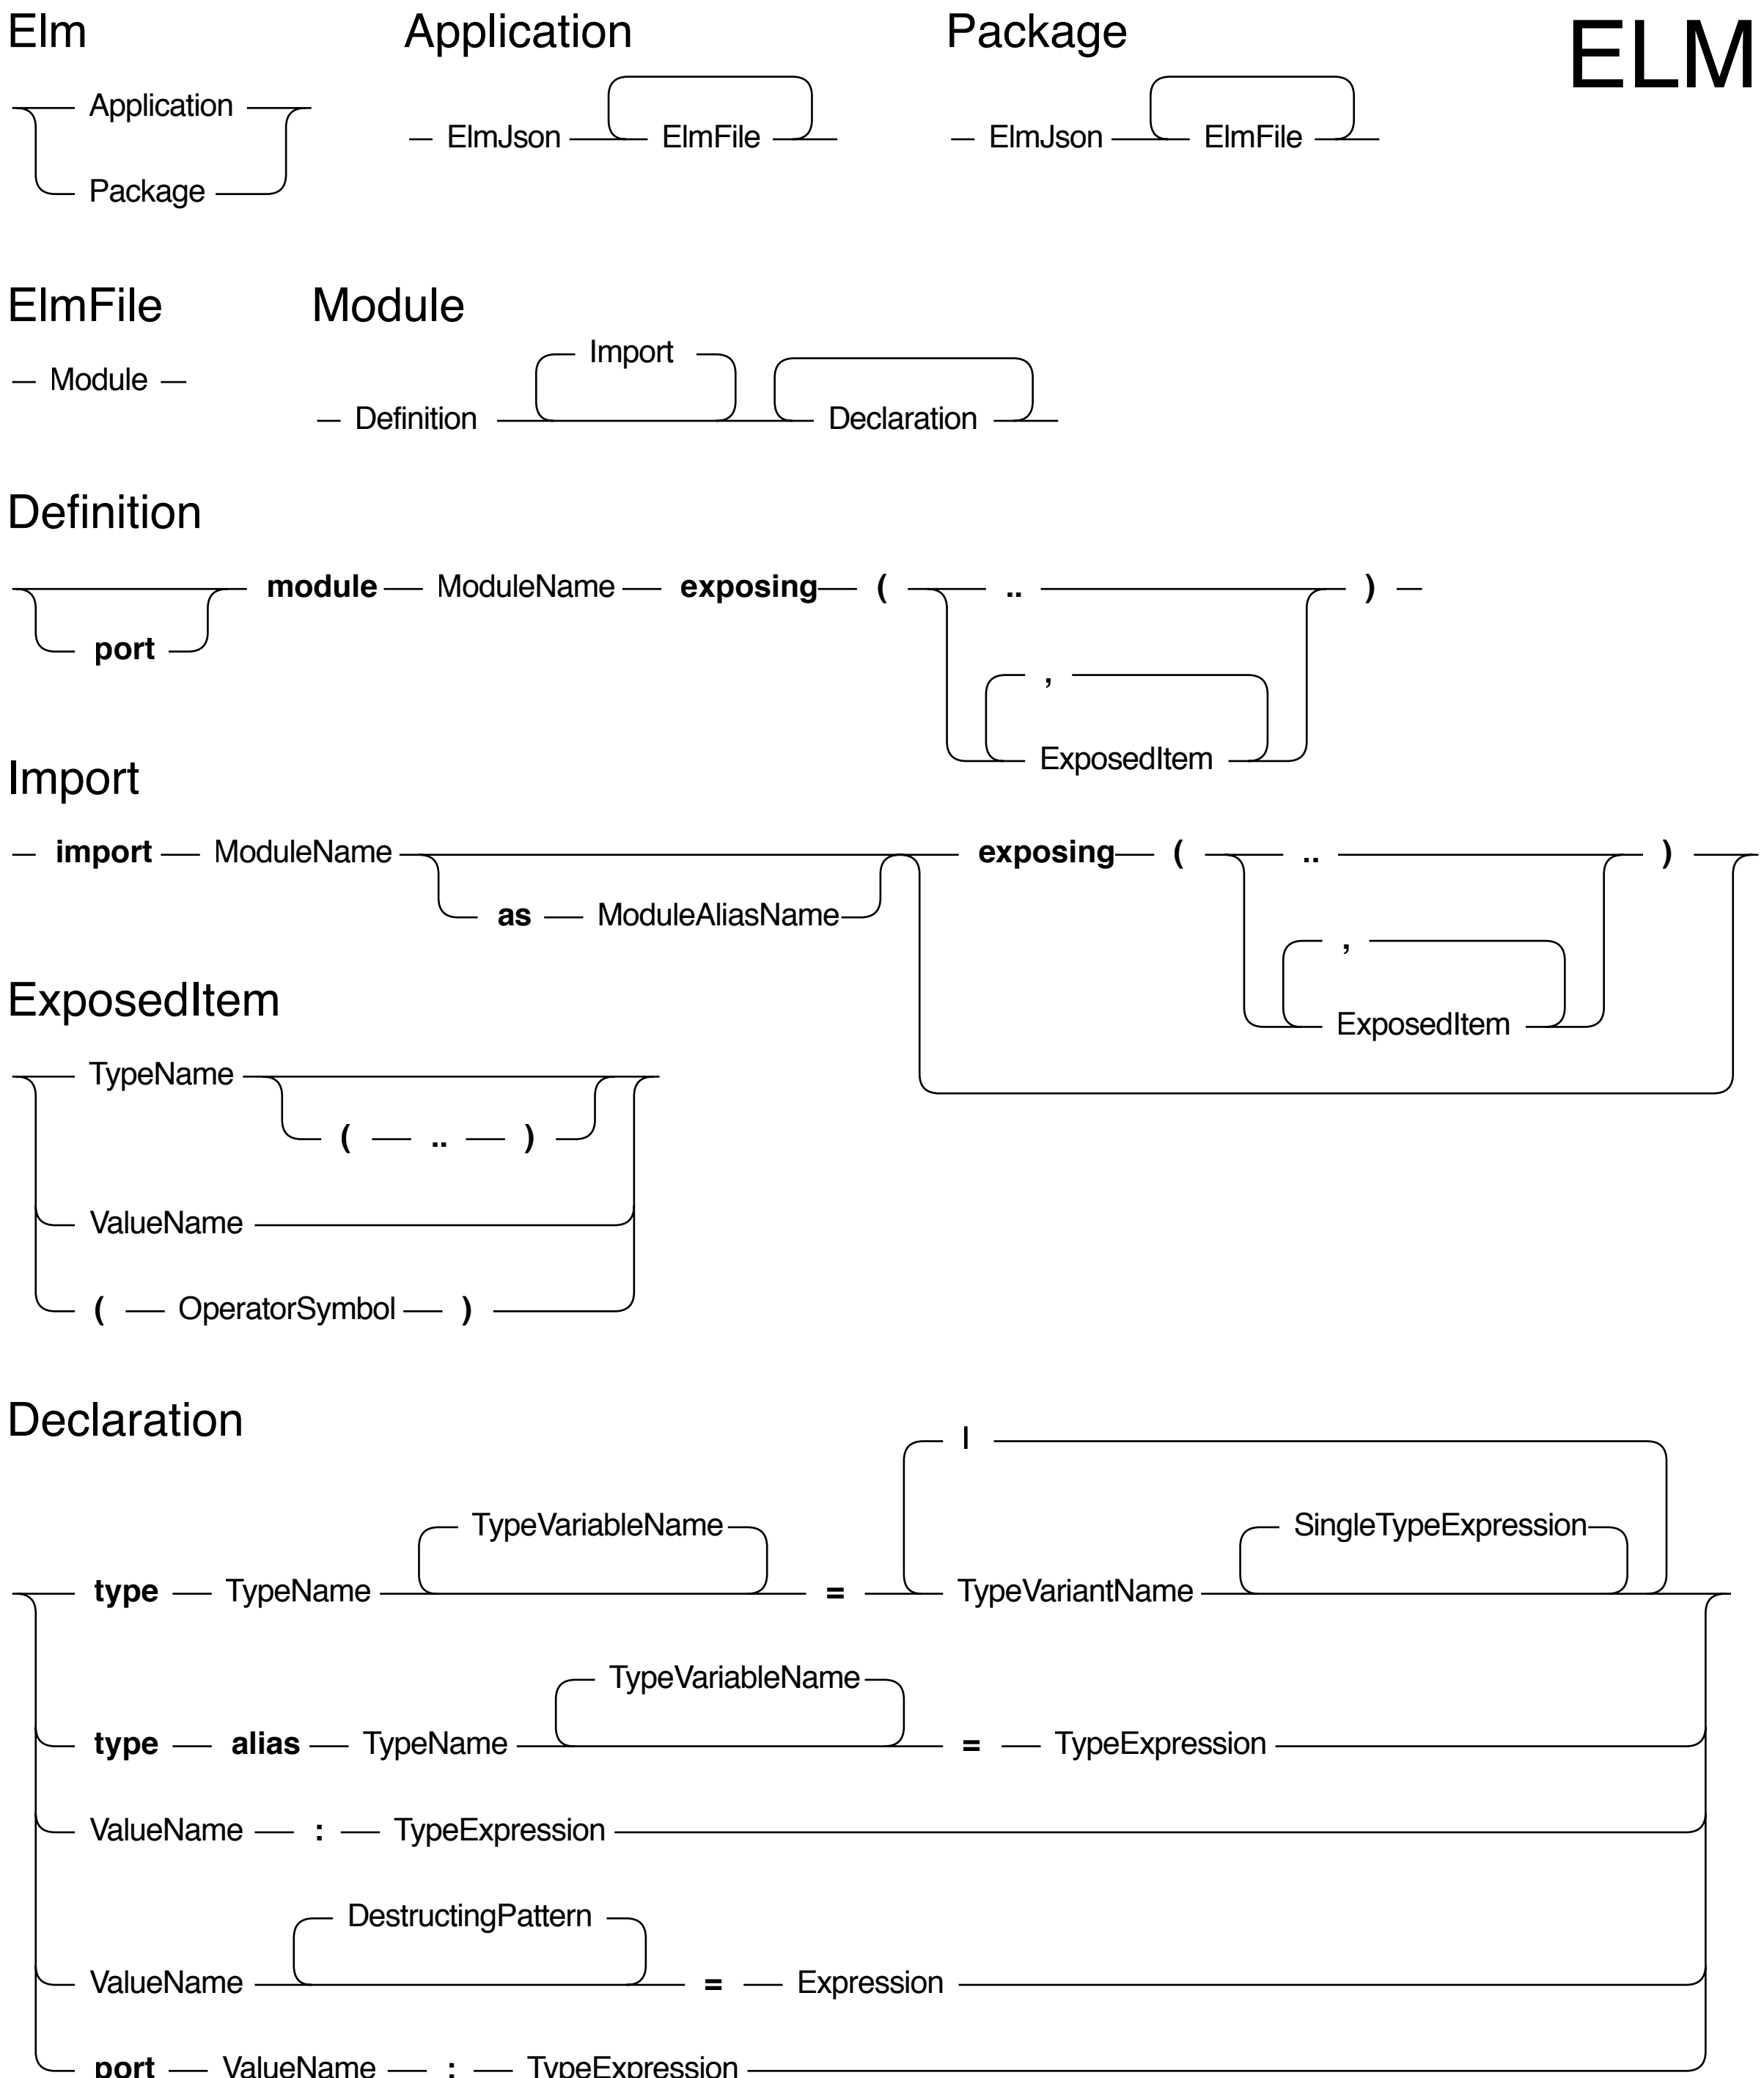 Elm Application Package ELM
Application
ElmJson ElmFile ElmJson ElmFile
Package
ElmFile Module
Import
Module
Definition Declaration
Definition
module ModuleName exposing ( .. )
port
,
ExposedItem
Import
import ModuleName exposing ( .. )
as ModuleAliasName
,
ExposedItem
ExposedItem
TypeName
( .. )
ValueName
( OperatorSymbol )
Declaration
|
TypeVariableName SingleTypeExpression
type TypeName = TypeVariantName
TypeVariableName
type alias TypeName = TypeExpression
ValueName : TypeExpression
DestructingPattern
ValueName = Expression
port ValueName : TypeExpression